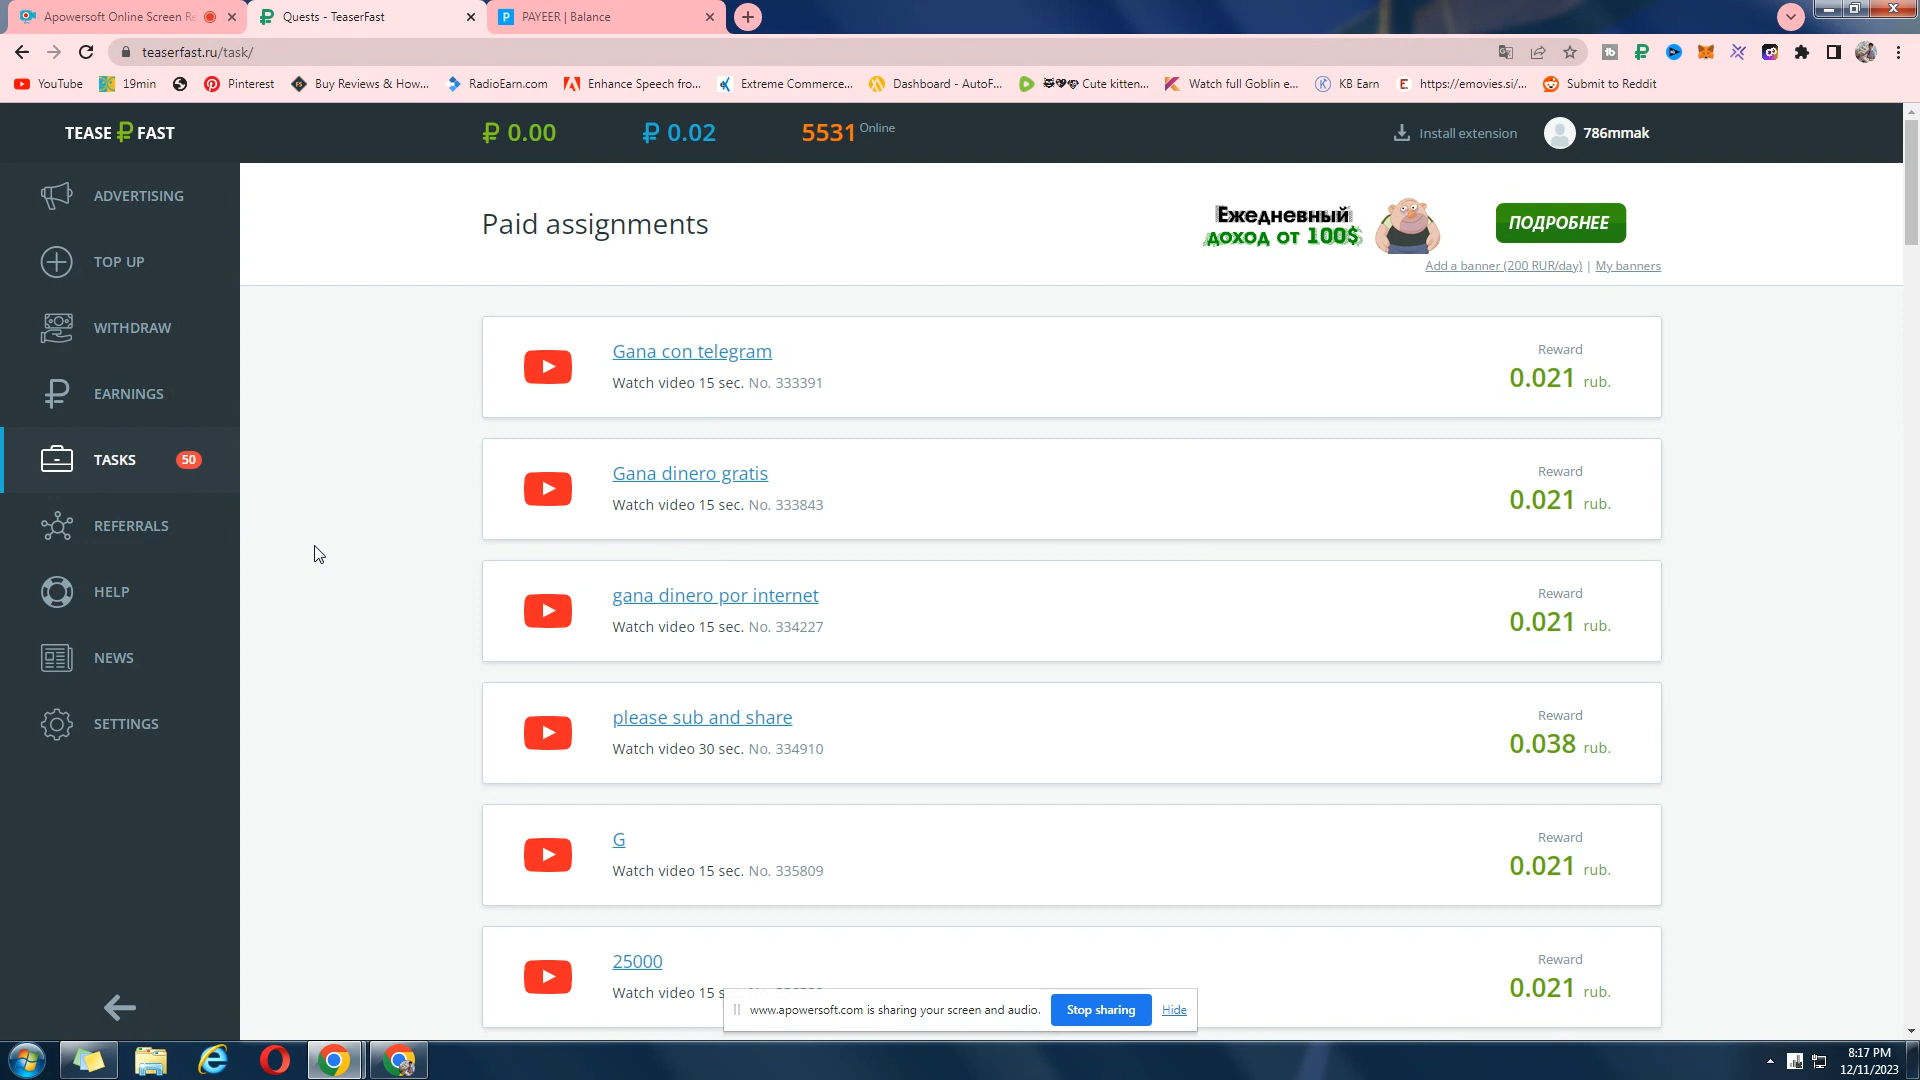 Apowersoft Online Screen Re
Quests - TeaserFast
PAYEER | Balance
teaserfast.ru/task/
YouTube
19min
Pinterest
Buy Reviews & How...
RadioEarn.com
Enhance Speech fro...
Extreme Commerce...
Dashboard - AutoF...
Cute kitten...
Watch full Goblin e...
KB Earn
https://emovies.si/...
Submit to Reddit
TEASE₽FAST
₽ 0.00
₽ 0.02
5531 Online
Install extension
786mmak
ADVERTISING
TOP UP
WITHDRAW
EARNINGS
TASKS 50
REFERRALS
HELP
NEWS
SETTINGS
Paid assignments
Ежедневный
доход от 100$
ПОДРОБНЕЕ
Add a banner (200 RUR/day) | My banners
Gana con telegram
Watch video 15 sec. No. 333391
Reward
0.021 rub.
Gana dinero gratis
Watch video 15 sec. No. 333843
Reward
0.021 rub.
gana dinero por internet
Watch video 15 sec. No. 334227
Reward
0.021 rub.
please sub and share
Watch video 30 sec. No. 334910
Reward
0.038 rub.
G
Watch video 15 sec. No. 335809
Reward
0.021 rub.
25000
Watch video 15 s
Reward
0.021 rub.
www.apowersoft.com is sharing your screen and audio.
Stop sharing
Hide
8:17 PM
12/11/2023